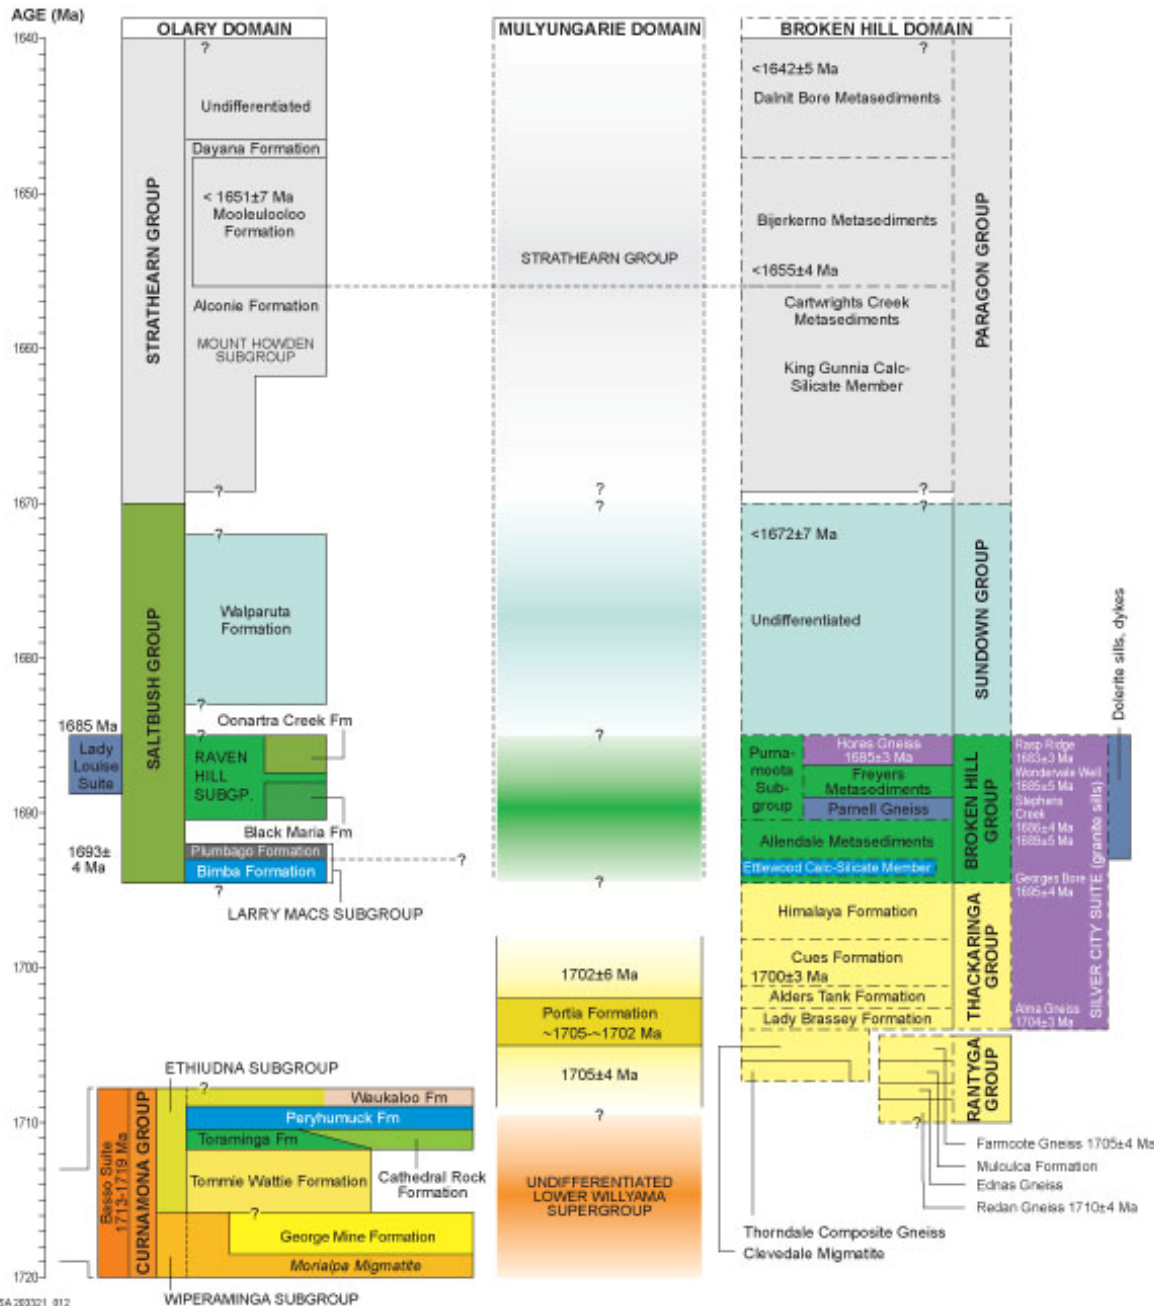 AGE (Ma)
OLARY DOMAIN
MULYUNGARIE DOMAIN
BROKEN HILL DOMAIN
1640
1650
1660
1670
1680
1690
1700
1710
1720
STRATHEARN GROUP
?
Undifferentiated
Dayana Formation
< 1651±7 Ma
Mooleulooloo
Formation
Alconie Formation
MOUNT HOWDEN
SUBGROUP
?
SALTBUSH GROUP
?
Walparuta
Formation
?
Oonartra Creek Fm
1685 Ma
Lady
Louise
Suite
?
RAVEN
HILL
SUBGP.
Black Maria Fm
1693±
4 Ma
Plumbago Formation
Bimba Formation
?
?
LARRY MACS SUBGROUP
ETHIUDNA SUBGROUP
Basso Suite
1713-1719 Ma
CURNAMONA GROUP
?
Waukaloo Fm
Peryhumuck Fm
Toraminga Fm
Cathedral Rock
Formation
Tommie Wattie Formation
?
George Mine Formation
Morialpa Migmatite
WIPERAMINGA SUBGROUP
STRATHEARN GROUP
?
?
?
?
1702±6 Ma
Portia Formation
~1705-~1702 Ma
1705±4 Ma
?
UNDIFFERENTIATED
LOWER WILLYAMA
SUPERGROUP
?
<1642±5 Ma
Dalnit Bore Metasediments
Bijerkerno Metasediments
<1655±4 Ma
Cartwrights Creek
Metasediments
King Gunnia Calc-
Silicate Member
PARAGON GROUP
?
?
<1672±7 Ma
Undifferentiated
SUNDOWN GROUP
Dolerite sills, dykes
Purna-
moota
Sub-
group
Hores Gneiss
1685±3 Ma
Freyers
Metasediments
Parnell Gneiss
Allendale Metasediments
Ettlewood Calc-Silicate Member
BROKEN HILL
GROUP
Rasp Ridge
1683±3 Ma
Wondervale Well
1685±5 Ma
Stephens
Creek
1686±4 Ma
1689±5 Ma
Georges Bore
1695±4 Ma
Alma Gneiss
1704±3 Ma
SILVER CITY SUITE (granite sills)
Himalaya Formation
Cues Formation
1700±3 Ma
Alders Tank Formation
Lady Brassey Formation
THACKARINGA
GROUP
RANTYGA
GROUP
?
Farmcote Gneiss 1705±4 Ma
Mulculca Formation
Ednas Gneiss
Redan Gneiss 1710±4 Ma
Thorndale Composite Gneiss
Clevedale Migmatite